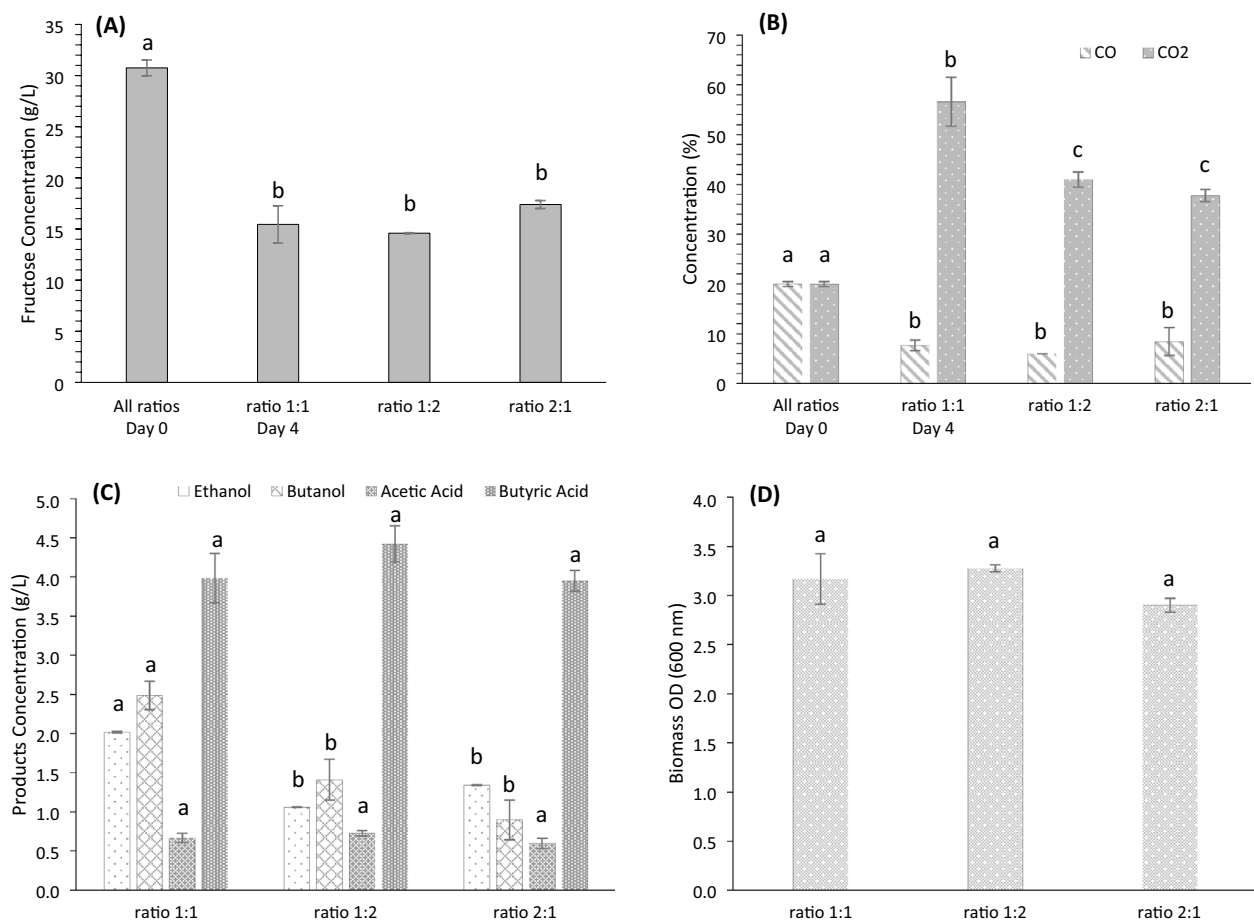 (A)
Fructose Concentration (g/L)
35
30
25
20
15
10
5
0
a
b
b
b
All ratios
Day 0
ratio 1:1
Day 4
ratio 1:2
ratio 2:1
(B)
CO
CO2
Concentration (%)
70
60
50
40
30
20
10
0
a
a
b
b
b
c
b
c
All ratios
Day 0
ratio 1:1
Day 4
ratio 1:2
ratio 2:1
(C)
Ethanol
Butanol
Acetic Acid
Butyric Acid
Products Concentration (g/L)
5.0
4.5
4.0
3.5
3.0
2.5
2.0
1.5
1.0
0.5
0.0
a
a
a
a
b
b
a
a
b
b
a
a
ratio 1:1
ratio 1:2
ratio 2:1
(D)
Biomass OD (600 nm)
4.0
3.5
3.0
2.5
2.0
1.5
1.0
0.5
0.0
a
a
a
ratio 1:1
ratio 1:2
ratio 2:1